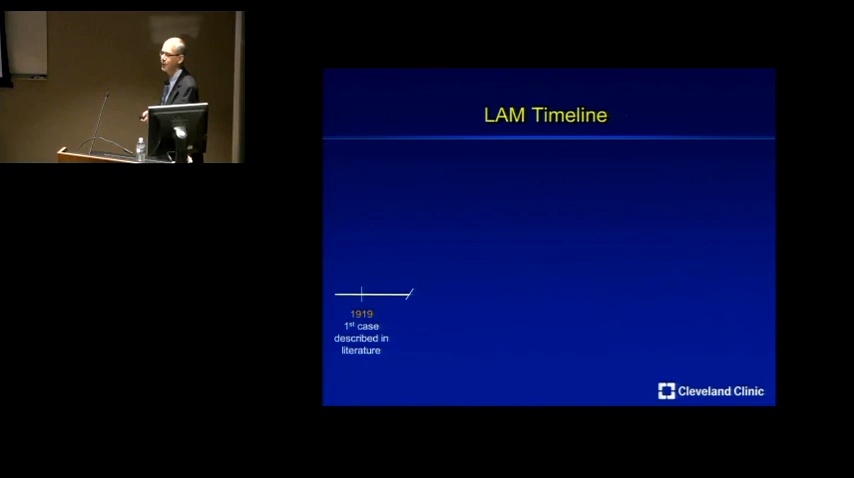 LAM Timeline
1919
1st case
described in
literature
Cleveland Clinic